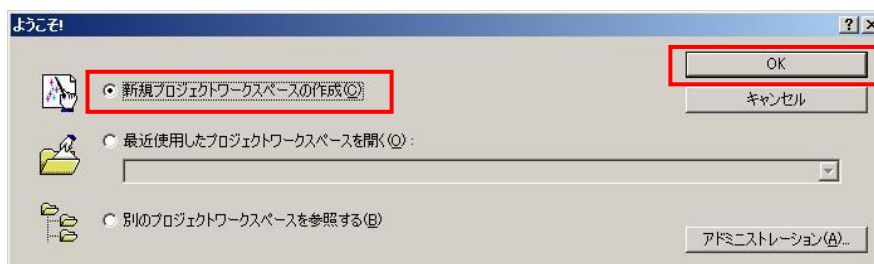 ようこそ!
新規プロジェクトワークスペースの作成(C)
OK
キャンセル
最近使用したプロジェクトワークスペースを開く(O) :
別のプロジェクトワークスペースを参照する(B)
アドミニストレーション(A)...